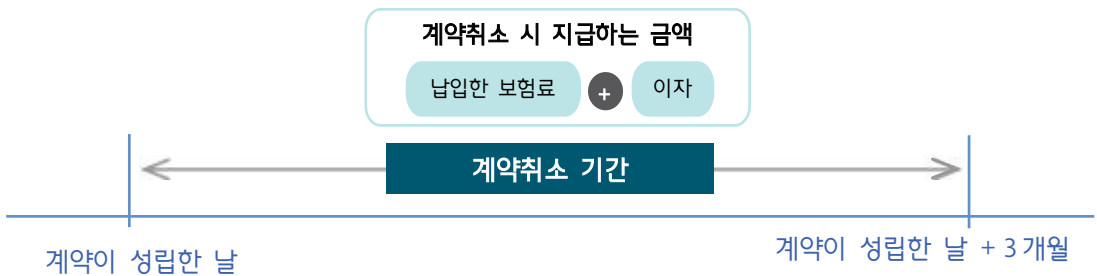 계약취소 시 지급하는 금액
납입한 보험료 + 이자
계약취소 기간
계약이 성립한 날
계약이 성립한 날 + 3개월